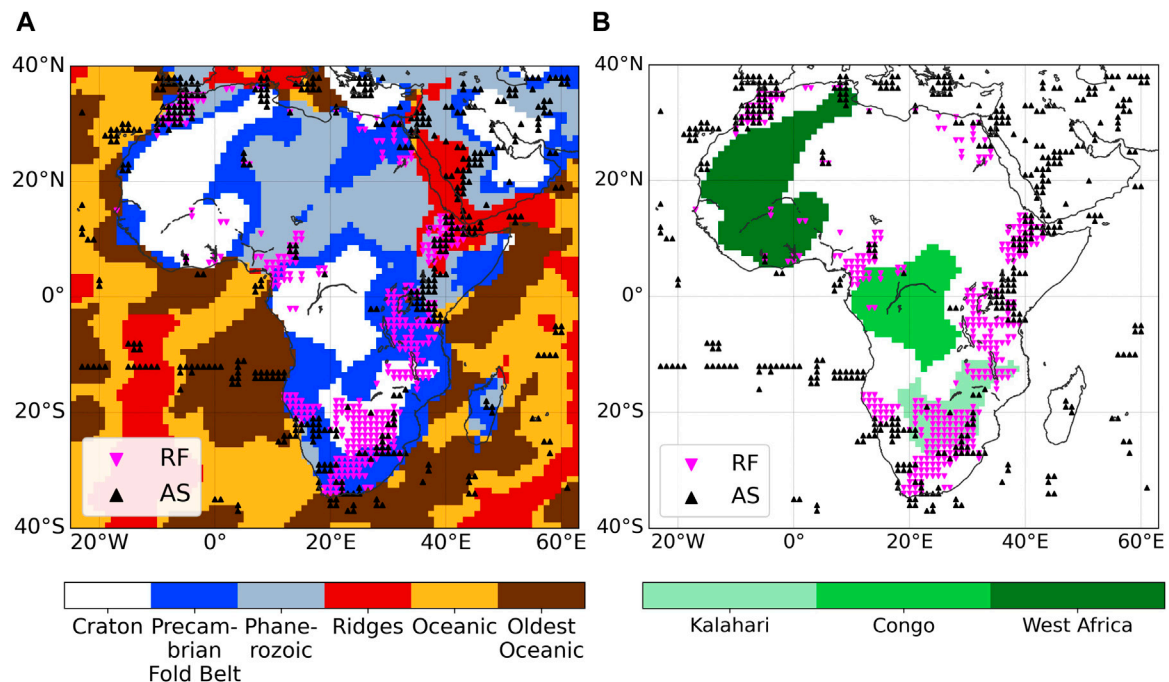 A
B
40°N
20°N
0°
20°S
40°S
20°W
0°
20°E
40°E
60°E
RF
AS
40°N
20°N
0°
20°S
40°S
20°W
0°
20°E
40°E
60°E
RF
AS
Craton
Precam-
brian
Fold Belt
Phane-
rozoic
Ridges
Oceanic
Oldest
Oceanic
Kalahari
Congo
West Africa